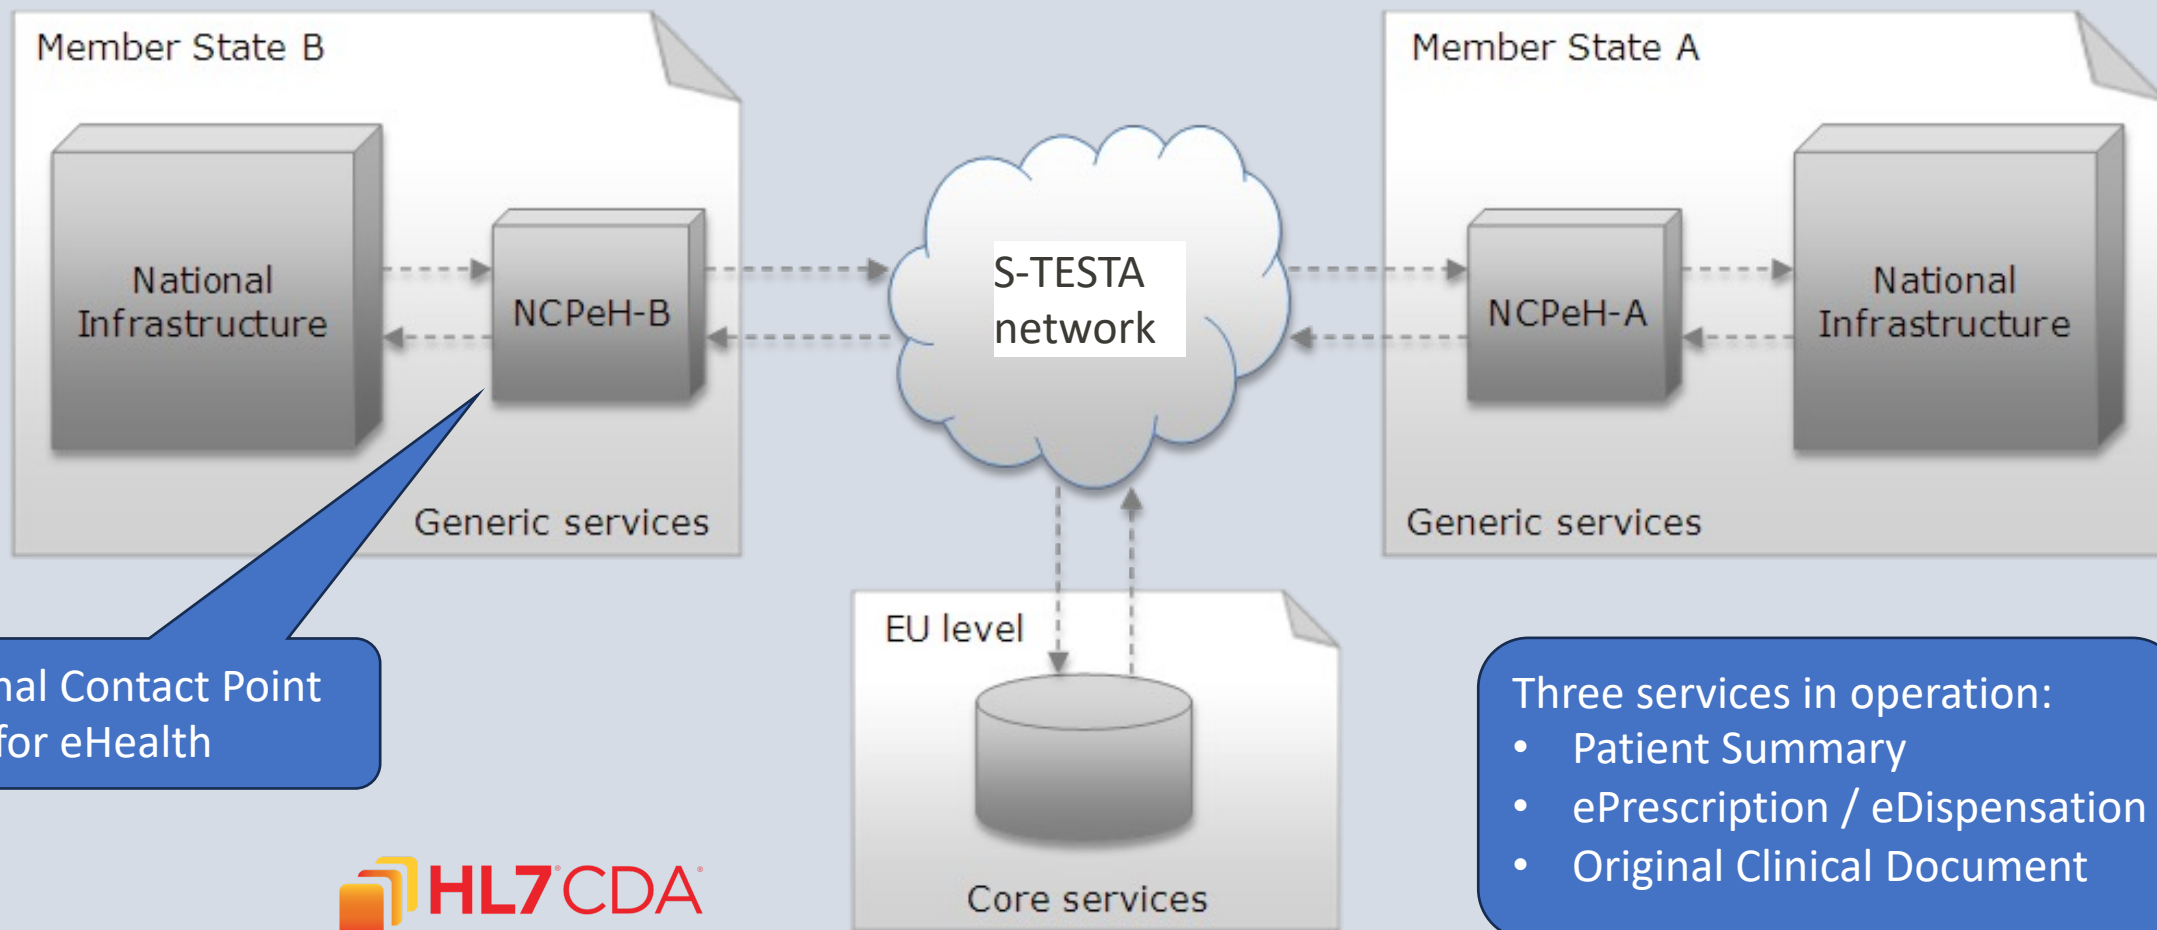 Member State B
National
Infrastructure
NCPeH-B
Generic services
S-TESTA
network
Member State A
NCPeH-A
National
Infrastructure
Generic services
nal Contact Point
for eHealth
EU level
Core services
Three services in operation:
• Patient Summary
• ePrescription / eDispensation
• Original Clinical Document
HL7® CDA®